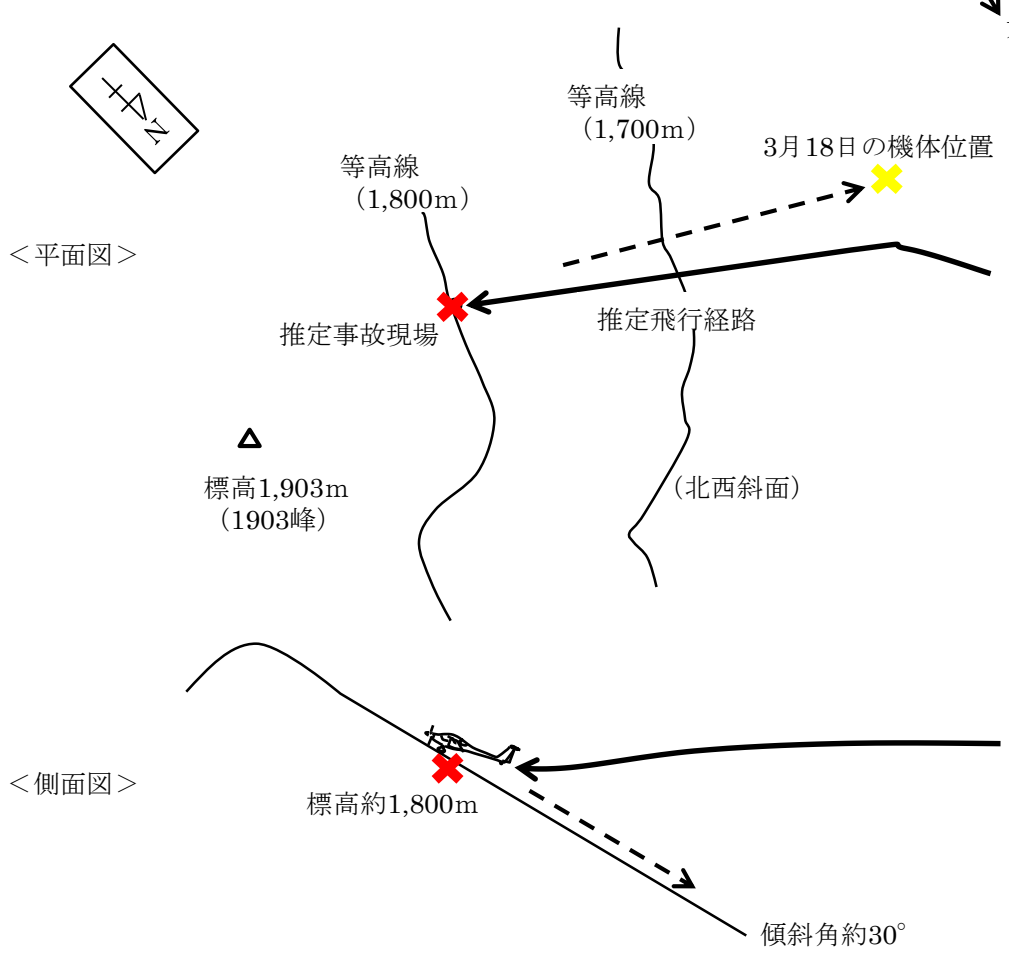 N
等高線
（1,700m）
3月18日の機体位置
等高線
（1,800m）
＜平面図＞
推定事故現場
推定飛行経路
標高1,903m
（1903峰）
（北西斜面）
＜側面図＞
標高約1,800m
傾斜角約30°